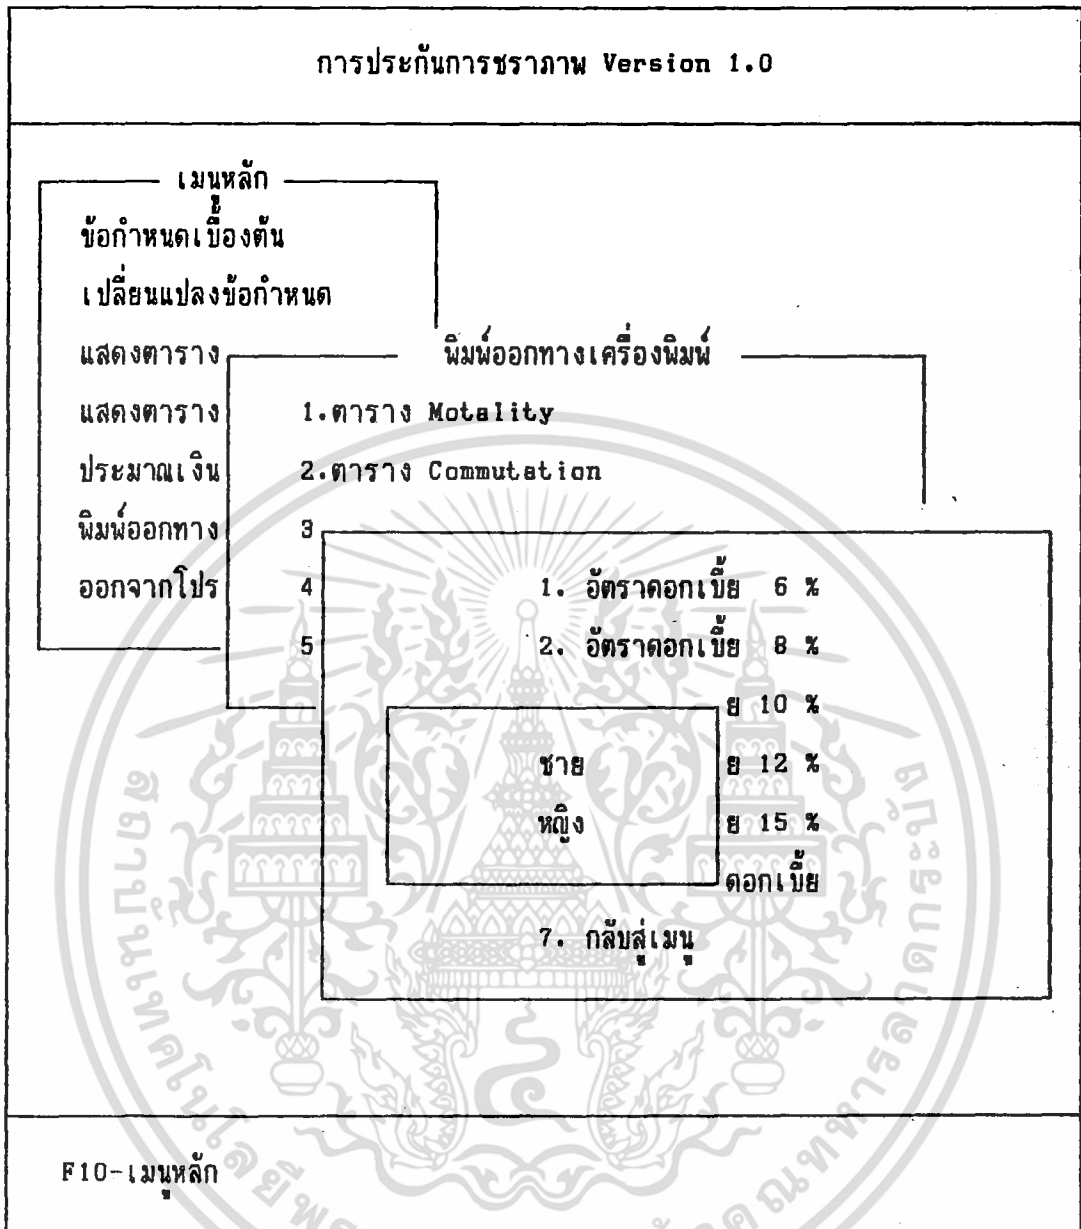 การประกันการชราภาพ Version 1.0
เมนูหลัก
ข้อกำหนดเบื้องต้น
เปลี่ยนแปลงข้อกำหนด
แสดงตาราง
พิมพ์ออกทางเครื่องพิมพ์
แสดงตาราง
1.ตาราง Motality
ประมาณเงิน
2.ตาราง Commutation
พิมพ์ออกทาง
3
ออกจากโปร
4
1. อัตราดอกเบี้ย 6 %
5
2. อัตราดอกเบี้ย 8 %
ย 10 %
ชาย
ย 12 %
หญิง
ย 15 %
ดอกเบี้ย
7. กลับสู่เมนู
F10-เมนูหลัก